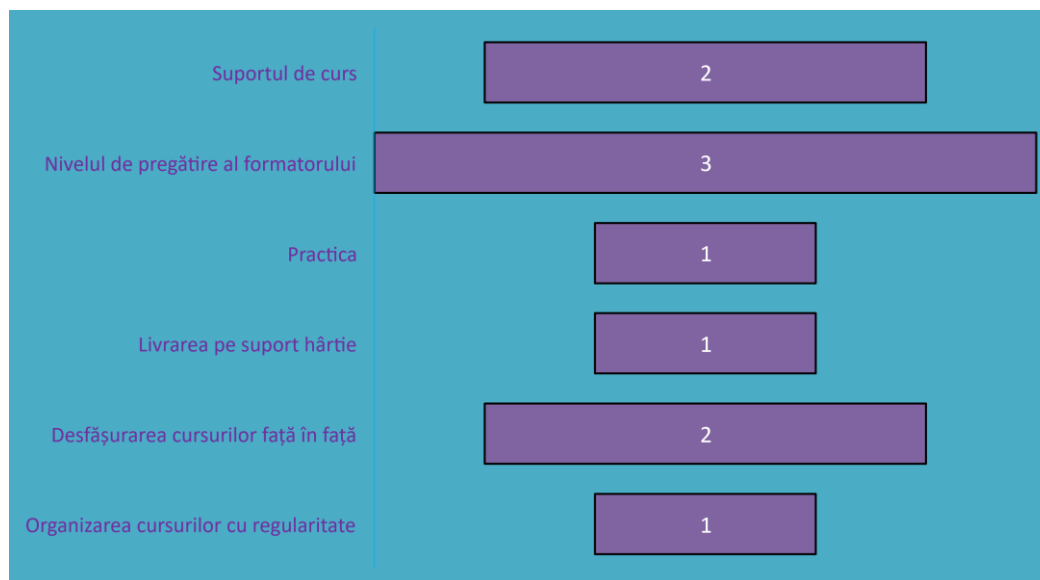 Suportul de curs 2
Nivelul de pregătire al formatorului 3
Practica 1
Livrarea pe suport hârtie 1
Desfășurarea cursurilor față în față 2
Organizarea cursurilor cu regularitate 1